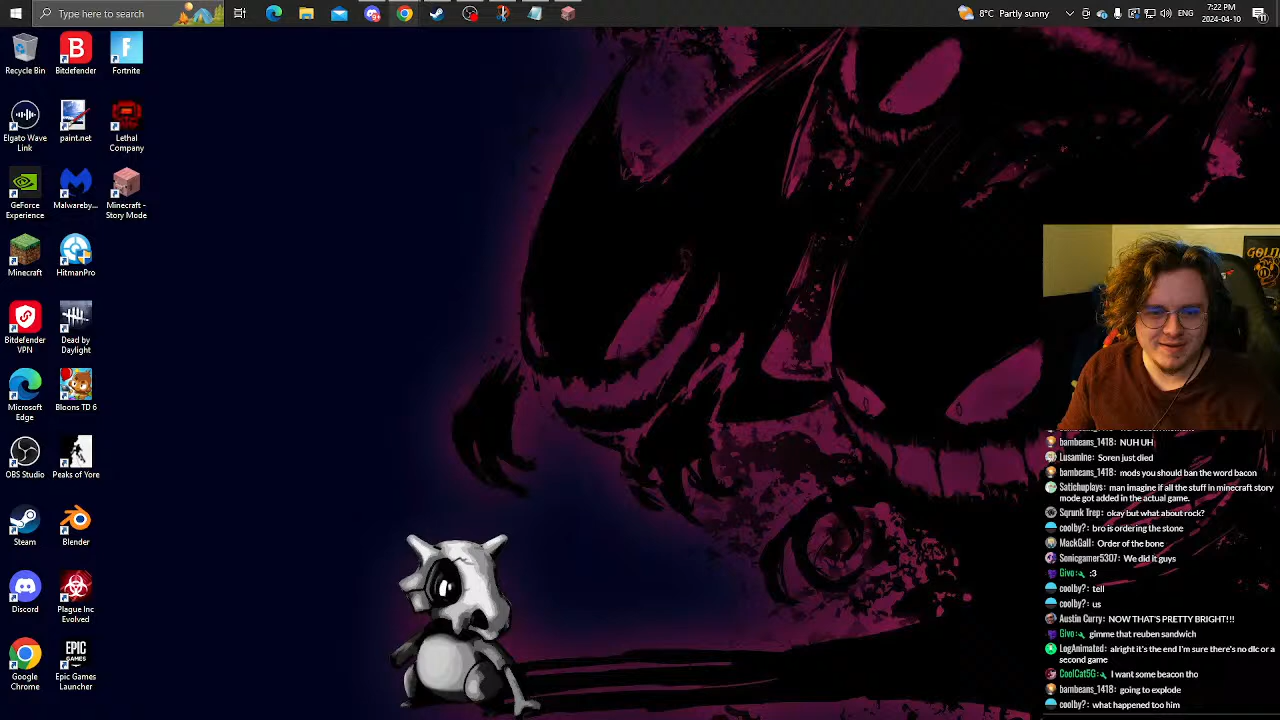 Type here to search
8°C Partly sunny
ENG
7:22 PM
2024-04-10
Recycle Bin
Bitdefender
Fortnite
Elgato Wave
Link
paint.net
Lethal
Company
GeForce
Experience
Malwareby...
Minecraft -
Story Mode
Minecraft
HitmanPro
Bitdefender
VPN
Dead by
Daylight
Microsoft
Edge
Bloons TD 6
OBS Studio
Peaks of Yore
Steam
Blender
Discord
Plague Inc
Evolved
EPIC
GAMES
Google
Chrome
Epic Games
Launcher
bambeans_1418: NUH UH
Lusamine: Soren just died
bambeans_1418: mods you should ban the word bacon
Satichuplays: man imagine if all the stuff in minecraft story
mode got added in the actual game.
Sqrunk Trep: okay but what about rock?
coolby?: bro is ordering the stone
MackGall: Order of the bone
Sonicgamer5307: We did it guys
Givo: :3
coolby?: tell
coolby?: us
Austin Curry: NOW THAT'S PRETTY BRIGHT!!!
Givo: gimme that reuben sandwich
LogAnimated: alright it's the end I'm sure there's no dlc or a
second game
CoolCat5G: I want some beacon tho
bambeans_1418: going to explode
coolby?: what happened too him